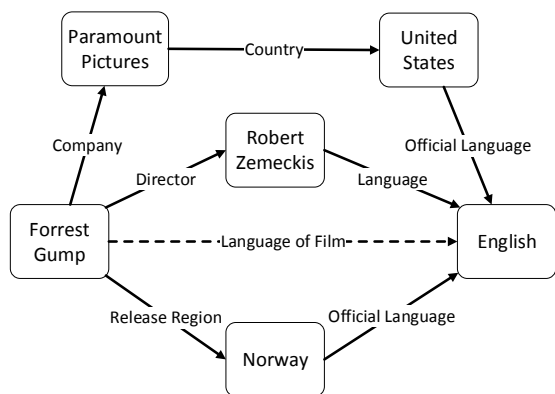 Paramount
Pictures
Country
United
States
Company
Robert
Zemeckis
Official Language
Director
Language
Forrest
Gump
Language of Film
English
Release Region
Official Language
Norway